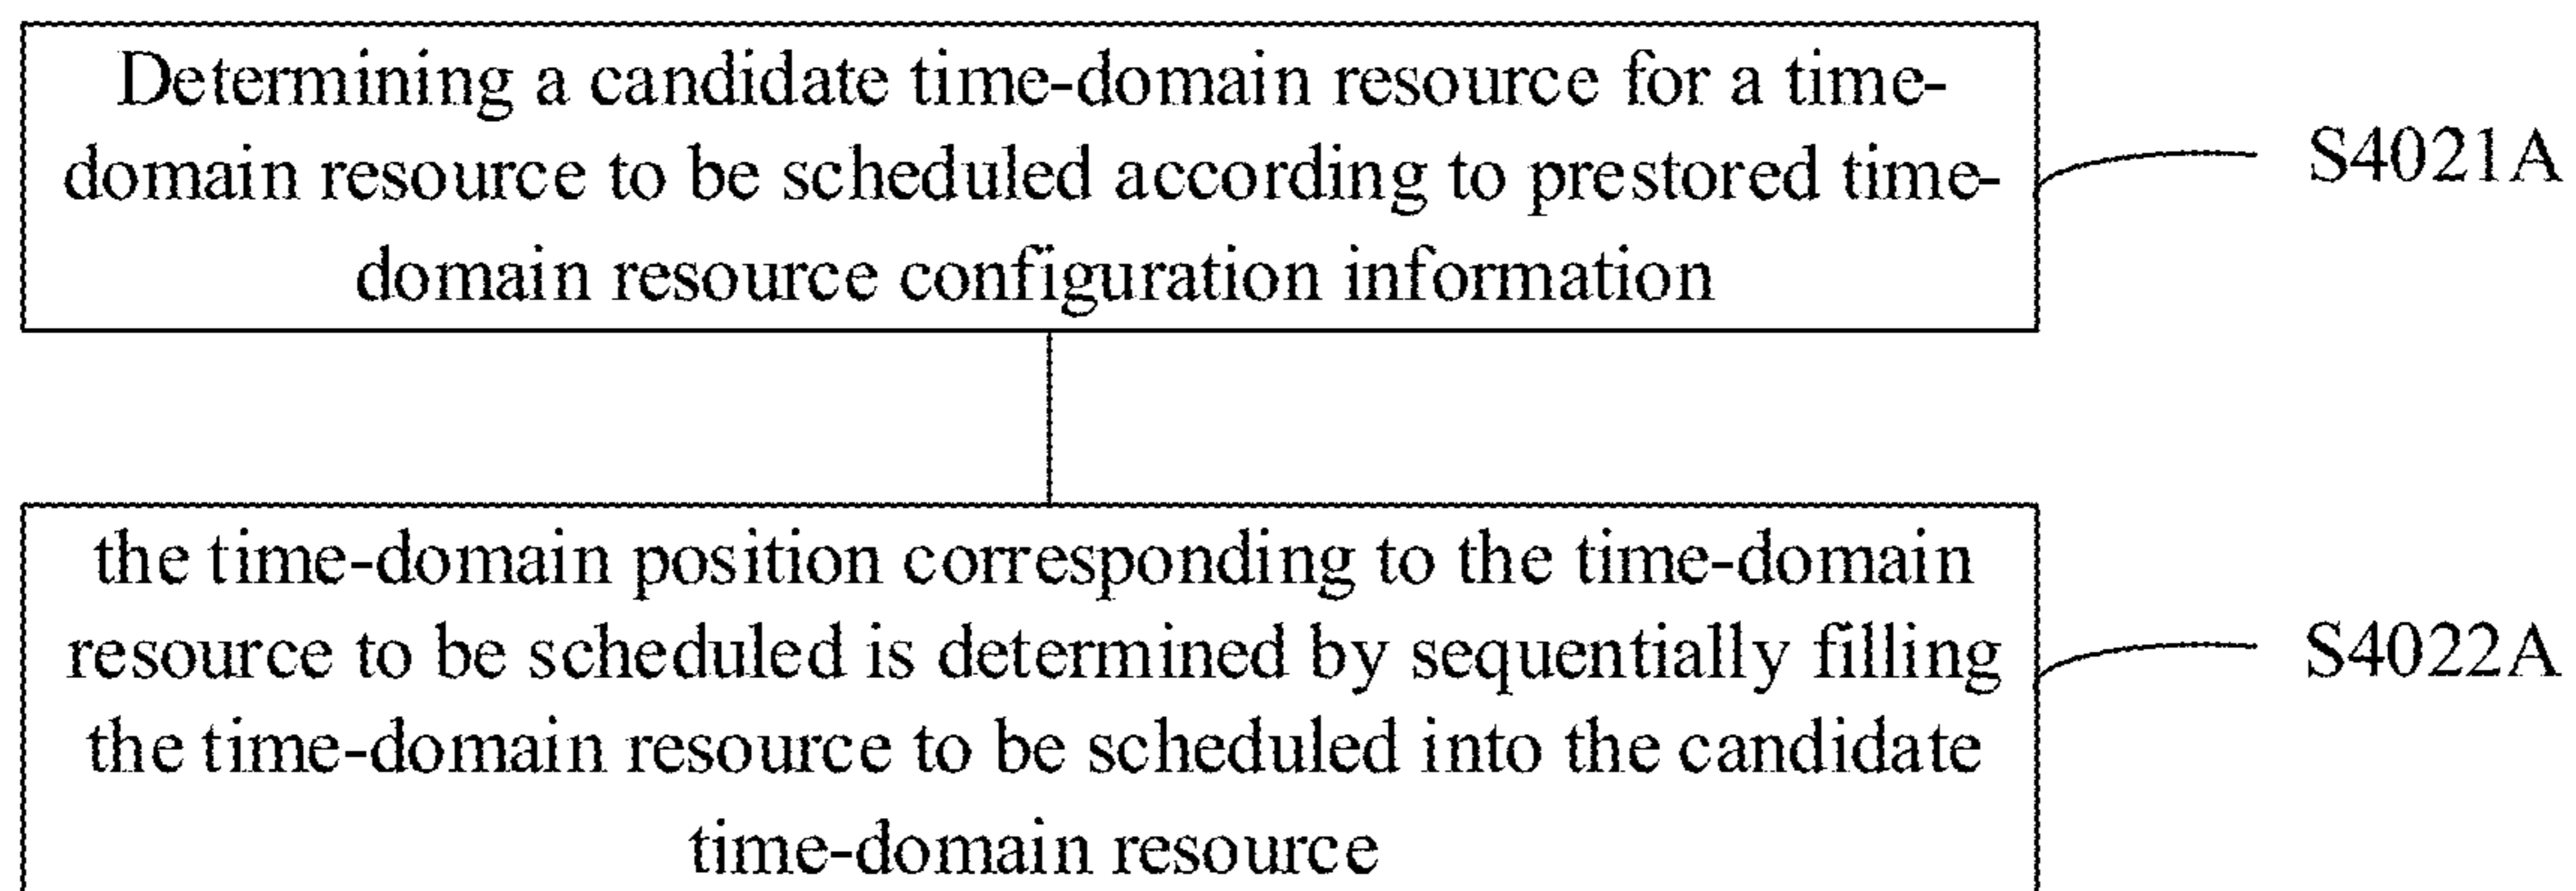 Determining a candidate time-domain resource for a time-
domain resource to be scheduled according to prestored time-
domain resource configuration information
S4021A
the time-domain position corresponding to the time-domain
resource to be scheduled is determined by sequentially filling
the time-domain resource to be scheduled into the candidate
time-domain resource
S4022A